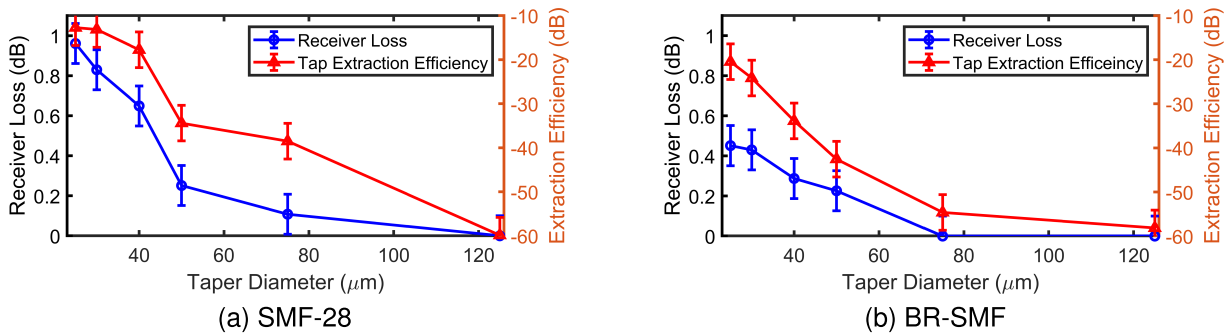 Receiver Loss (dB)
1
0.8
0.6
0.4
0.2
0
Receiver Loss
Tap Extraction Efficiency
-10
-20
-30
-40
-50
-60
Extraction Efficiency (dB)
20 40 60 80 100 120
Taper Diameter (μm)
(a) SMF-28
Receiver Loss (dB)
1
0.8
0.6
0.4
0.2
0
Receiver Loss
Tap Extraction Efficeincy
-10
-20
-30
-40
-50
-60
Extraction Efficiency (dB)
40 60 80 100 120
Taper Diameter (μm)
(b) BR-SMF